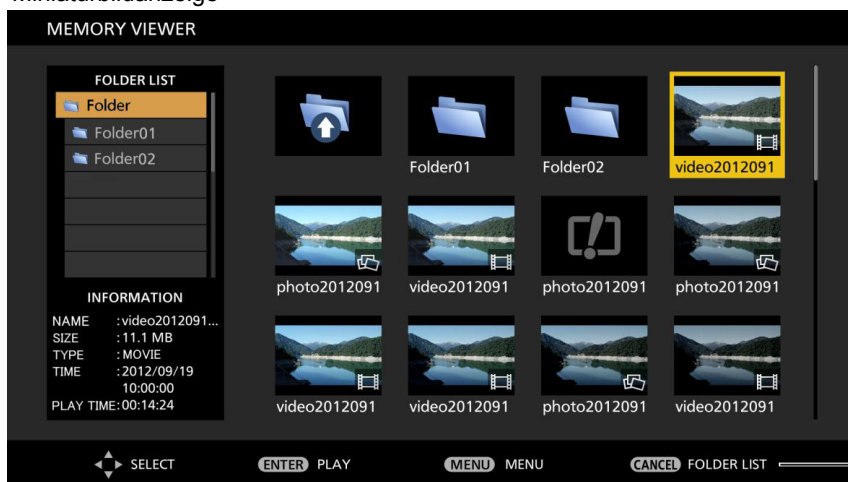 MEMORY VIEWER
FOLDER LIST
Folder
Folder01
Folder02
INFORMATION
NAME :video2012091...
SIZE :11.1 MB
TYPE :MOVIE
TIME :2012/09/19
10:00:00
PLAY TIME:00:14:24
Folder01 Folder02 video2012091
photo2012091 video2012091 photo2012091 photo2012091
video2012091 video2012091 photo2012091 video2012091
SELECT ENTER PLAY MENU MENU CANCEL FOLDER LIST